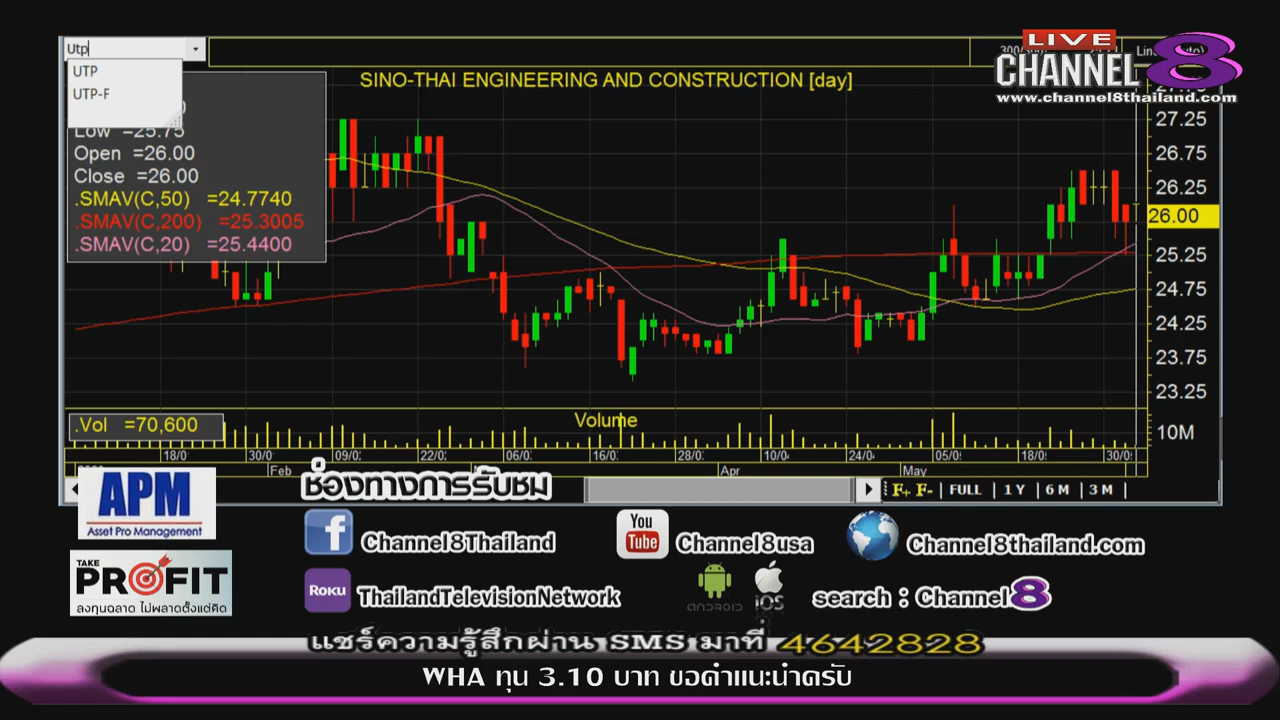 Utp
UTP
UTP-F
LIVE
CHANNEL 8
www.channel8thailand.com
SINO-THAI ENGINEERING AND CONSTRUCTION [day]
Low =25.75
Open =26.00
Close =26.00
.SMAV(C,50) =24.7740
.SMAV(C,200) =25.3005
.SMAV(C,20) =25.4400
27.25
26.75
26.25
26.00
25.25
24.75
24.25
23.75
23.25
.Vol =70,600
Volume
10M
18/0 30/0 09/0 22/0 06/0 16/0 28/0 10/0 24/0 05/0 18/0 30/0
Feb Apr May
F+ F- FULL 1 Y 6 M 3 M
APM
Asset Pro Management
ช่องทางการรับชม
Channel8Thailand
You Tube
Channel8usa
Channel8thailand.com
TAKE PROFIT
ลงทุนฉลาด ไม่พลาดตั้งแต่คิด
ROKU
ThailandTelevisionNetwork
android
iOS
search : Channel 8
แชร์ความรู้สึกผ่าน SMS มาที่ 4642828
WHA ทุน 3.10 บาท ขอคำแนะนำครับ